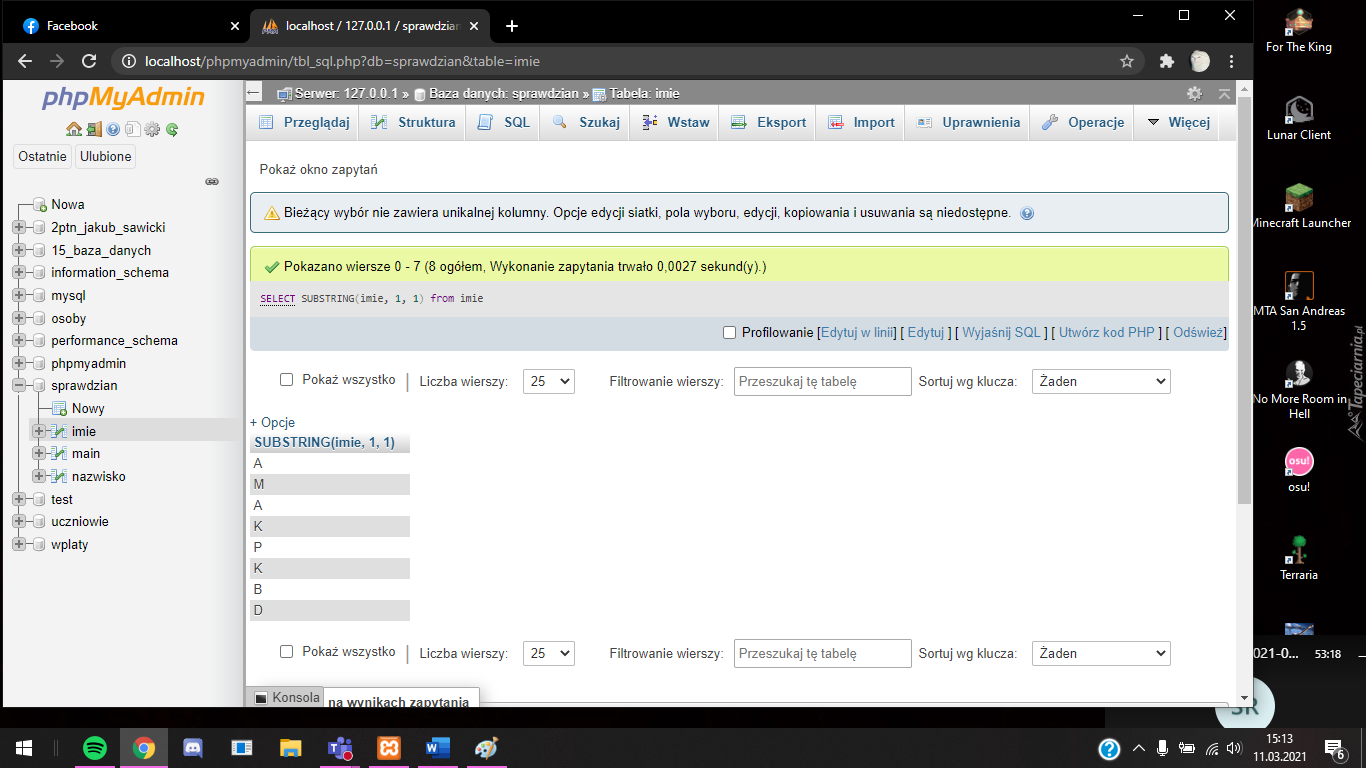 Facebook
localhost / 127.0.0.1 / sprawdzian
localhost/phpmyadmin/tbl_sql.php?db=sprawdzian&table=imie
phpMyAdmin
Ostatnie
Ulubione
Nowa
2ptn_jakub_sawicki
15_baza_danych
information_schema
mysql
osoby
performance_schema
phpmyadmin
sprawdzian
Nowy
imie
main
nazwisko
test
uczniowie
wplaty
Serwer: 127.0.0.1 » Baza danych: sprawdzian » Tabela: imie
Przeglądaj Struktura SQL Szukaj Wstaw Eksport Import Uprawnienia Operacje Więcej
Pokaż okno zapytań
Bieżący wybór nie zawiera unikalnej kolumny. Opcje edycji siatki, pola wyboru, edycji, kopiowania i usuwania są niedostępne.
Pokazano wiersze 0 - 7 (8 ogółem, Wykonanie zapytania trwało 0,0027 sekund(y).)
SELECT SUBSTRING(imie, 1, 1) from imie
Profilowanie [Edytuj w linii] [ Edytuj ] [ Wyjaśnij SQL ] [ Utwórz kod PHP ] [ Odśwież]
Pokaż wszystko | Liczba wierszy: 25 Filtrowanie wierszy: Przeszukaj tę tabelę Sortuj wg klucza: Żaden
+ Opcje
SUBSTRING(imie, 1, 1)
A
M
A
K
P
K
B
D
Pokaż wszystko | Liczba wierszy: 25 Filtrowanie wierszy: Przeszukaj tę tabelę Sortuj wg klucza: Żaden
Konsola
na wynikach zapytania
For The King
Lunar Client
Minecraft Launcher
MTA San Andreas
1.5
No More Room in
Hell
osu!
osu!
Terraria
Tapeciarnia.pl
021-0...
53:18
SR
15:13
11.03.2021
6